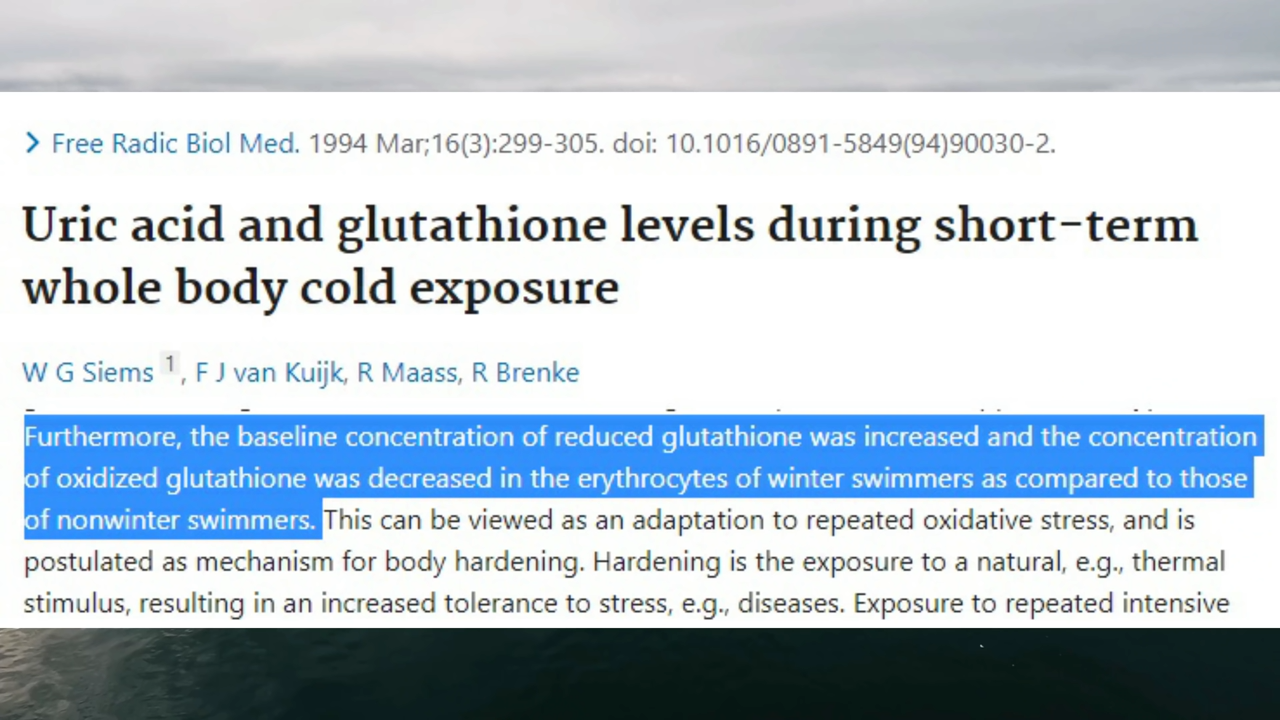 Free Radic Biol Med. 1994 Mar;16(3):299-305. doi: 10.1016/0891-5849(94)90030-2.
Uric acid and glutathione levels during short-term
whole body cold exposure
W G Siems 1, F J van Kuijk, R Maass, R Brenke
Furthermore, the baseline concentration of reduced glutathione was increased and the concentration
of oxidized glutathione was decreased in the erythrocytes of winter swimmers as compared to those
of nonwinter swimmers. This can be viewed as an adaptation to repeated oxidative stress, and is
postulated as mechanism for body hardening. Hardening is the exposure to a natural, e.g., thermal
stimulus, resulting in an increased tolerance to stress, e.g., diseases. Exposure to repeated intensive